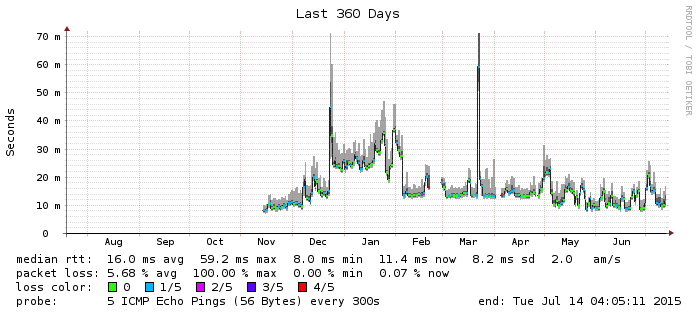 Last 360 Days
RRDTOOL / TOBI OETIKER
Seconds
70 m
60 m
50 m
40 m
30 m
20 m
10 m
0
Aug Sep Oct Nov Dec Jan Feb Mar Apr May Jun
median rtt: 16.0 ms avg 59.2 ms max 8.0 ms min 11.4 ms now 8.2 ms sd 2.0 am/s
packet loss: 5.68 % avg 100.00 % max 0.00 % min 0.07 % now
loss color: 0 1/5 2/5 3/5 4/5
probe: 5 ICMP Echo Pings (56 Bytes) every 300s end: Tue Jul 14 04:05:11 2015